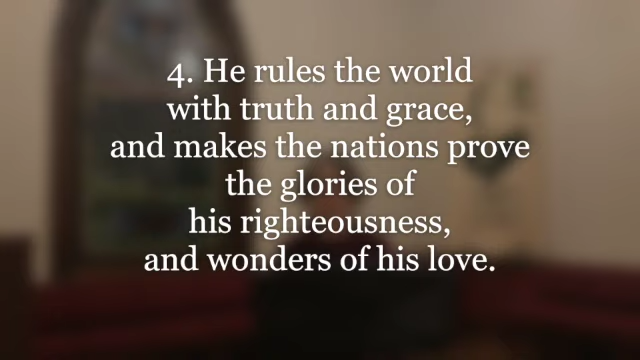 4. He rules the world
with truth and grace,
and makes the nations prove
the glories of
his righteousness,
and wonders of his love.